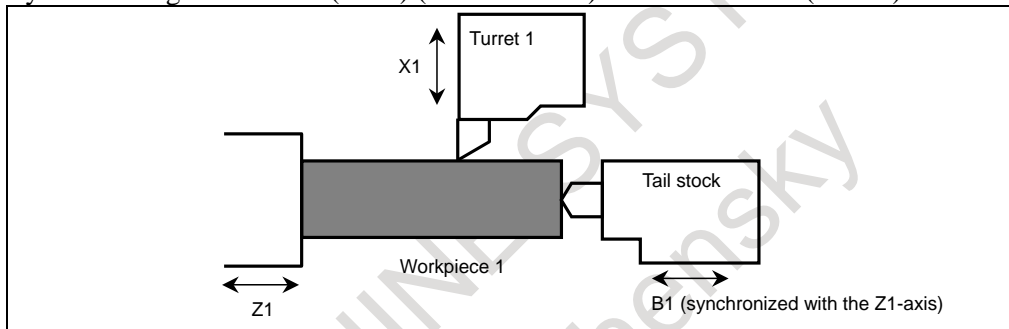 Turret 1
X1
Tail stock
Workpiece 1
Z1
B1 (synchronized with the Z1-axis)